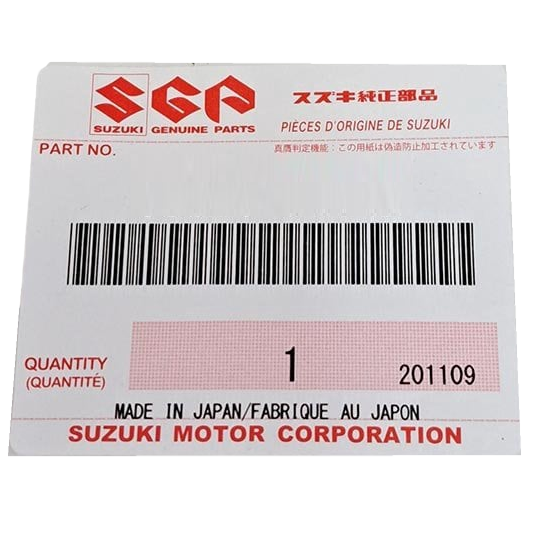 SGP スズキ純正部品
SUZUKI GENUINE PARTS PIÈCES D'ORIGINE DE SUZUKI
PART NO. 真贋判定機能：この用紙は偽造防止加工されています
QUANTITY 1 201109
(QUANTITÉ)
MADE IN JAPAN/FABRIQUE AU JAPON
SUZUKI MOTOR CORPORATION